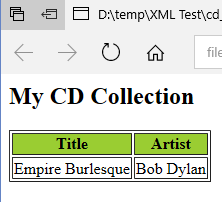 D:\temp\XML Test\cd_
file
My CD Collection
Title Artist
Empire Burlesque Bob Dylan